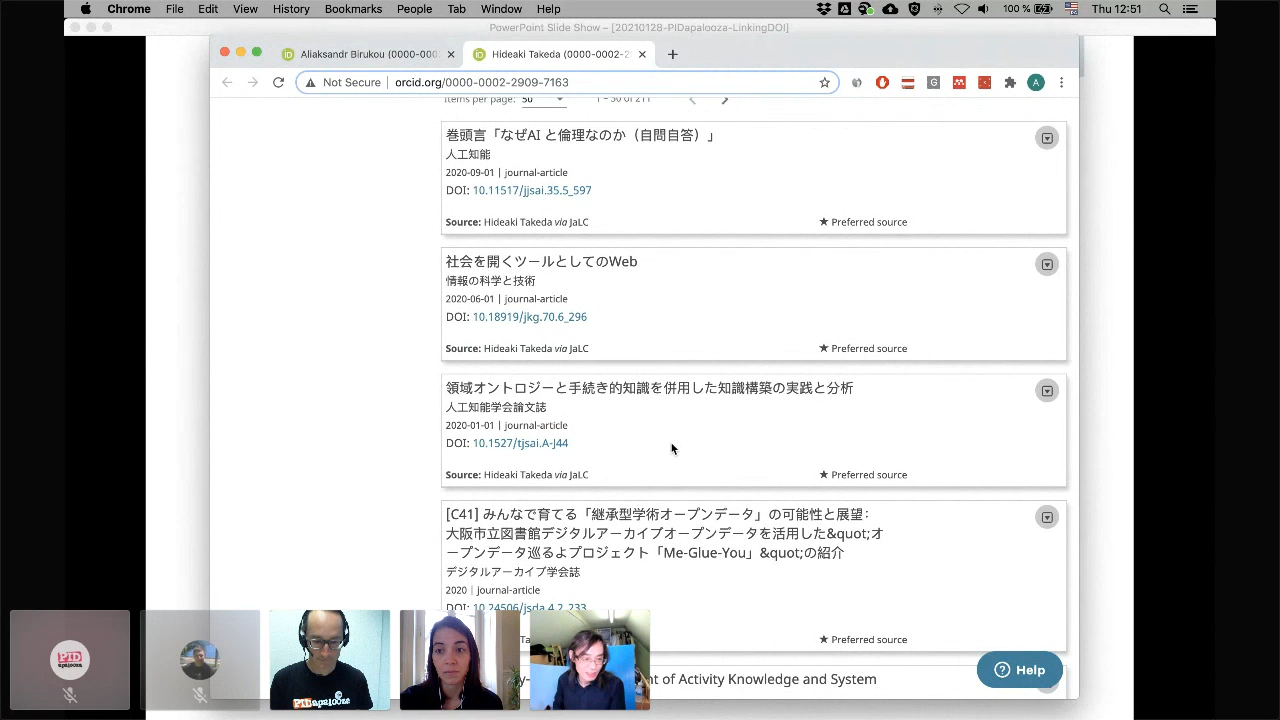 Chrome File Edit View History Bookmarks People Tab Window Help 100 % Thu 12:51
PowerPoint Slide Show – [20210128-PIDapalooza-LinkingDOI]
Aliaksandr Birukou (0000-000
Hideaki Takeda (0000-0002-2
Not Secure | orcid.org/0000-0002-2909-7163
Items per page: 50 1 – 50 of 211
巻頭言「なぜAI と倫理なのか（自問自答）」
人工知能
2020-09-01 | journal-article
DOI: 10.11517/jjsai.35.5_597
Source: Hideaki Takeda via JaLC ★ Preferred source
社会を開くツールとしてのWeb
情報の科学と技術
2020-06-01 | journal-article
DOI: 10.18919/jkg.70.6_296
Source: Hideaki Takeda via JaLC ★ Preferred source
領域オントロジーと手続き的知識を併用した知識構築の実践と分析
人工知能学会論文誌
2020-01-01 | journal-article
DOI: 10.1527/tjsai.A-J44
Source: Hideaki Takeda via JaLC ★ Preferred source
[C41] みんなで育てる「継承型学術オープンデータ」の可能性と展望：
大阪市立図書館デジタルアーカイブオープンデータを活用した&quot;オ
ープンデータ巡るよプロジェクト「Me-Glue-You」&quot;の紹介
デジタルアーカイブ学会誌
2020 | journal-article
DOI: 10.24506/jsda.4.2_23
★ Preferred source
of Activity Knowledge and System
Help
PID
apalooza
PIDapalooza